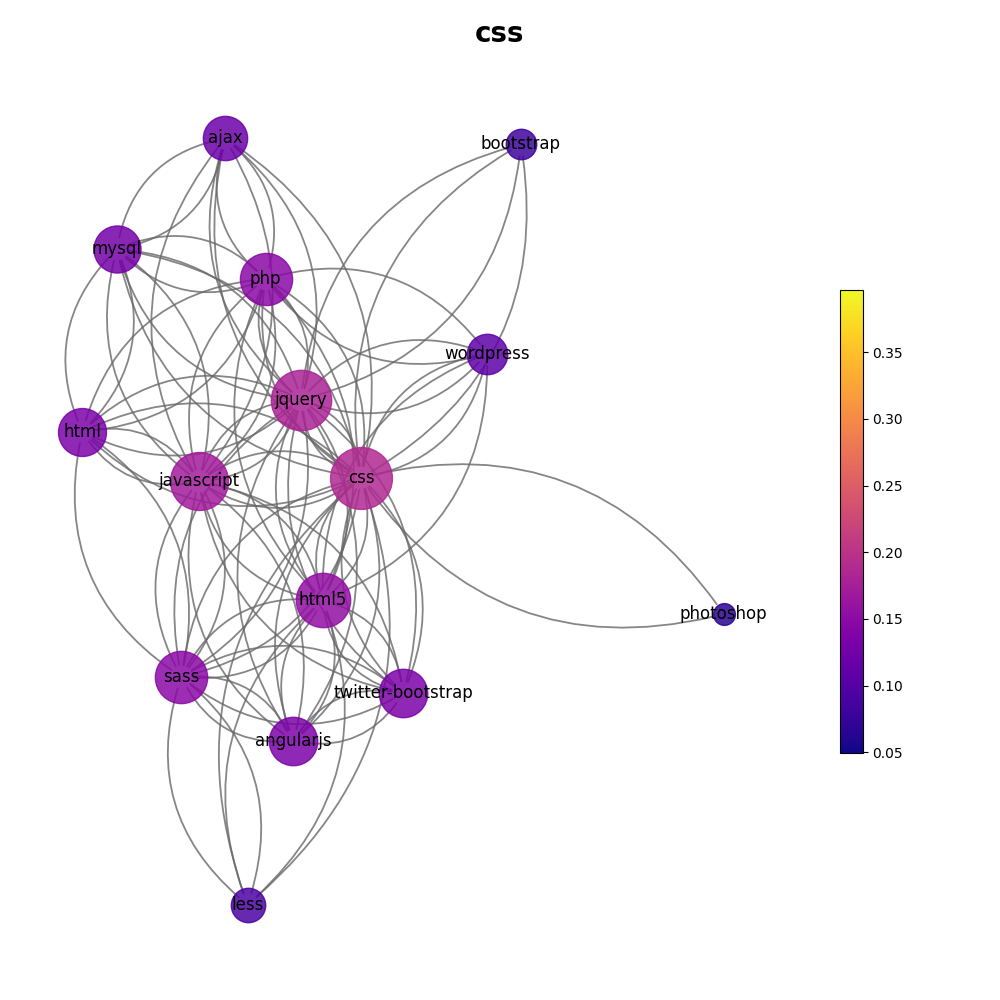 css
ajax
bootstrap
mysql
php
wordpress
jquery
html
javascript
css
html5
photoshop
sass
twitter-bootstrap
angularjs
less
0.35
0.30
0.25
0.20
0.15
0.10
0.05